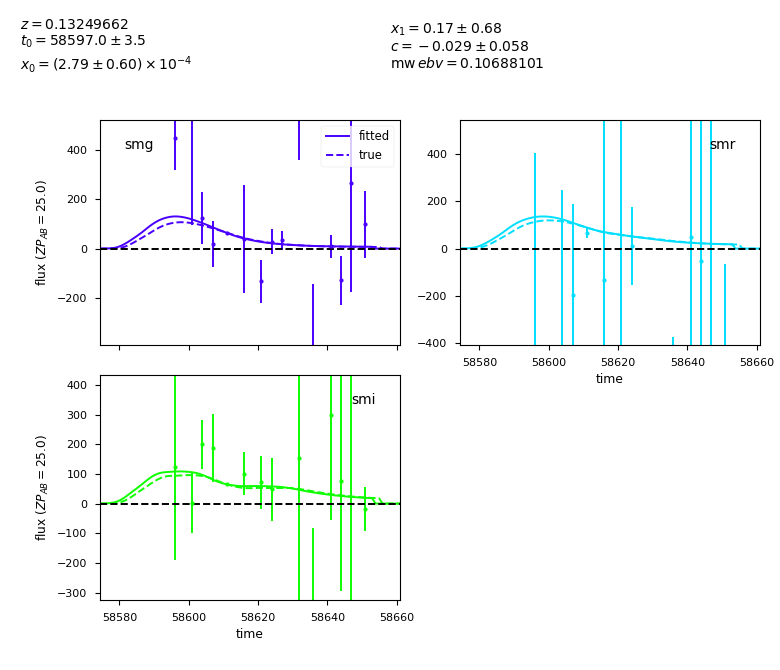 z = 0.13249662
t₀ = 58597.0 ± 3.5
x₀ = (2.79 ± 0.60) × 10⁻⁴
x₁ = 0.17 ± 0.68
c = −0.029 ± 0.058
mw ebv = 0.10688101
smg
fitted
true
400
200
0
−200
flux (ZP_AB = 25.0)
smr
400
200
0
−200
−400
58580 58600 58620 58640 58660
time
smi
400
300
200
100
0
−100
−200
−300
flux (ZP_AB = 25.0)
58580 58600 58620 58640 58660
time